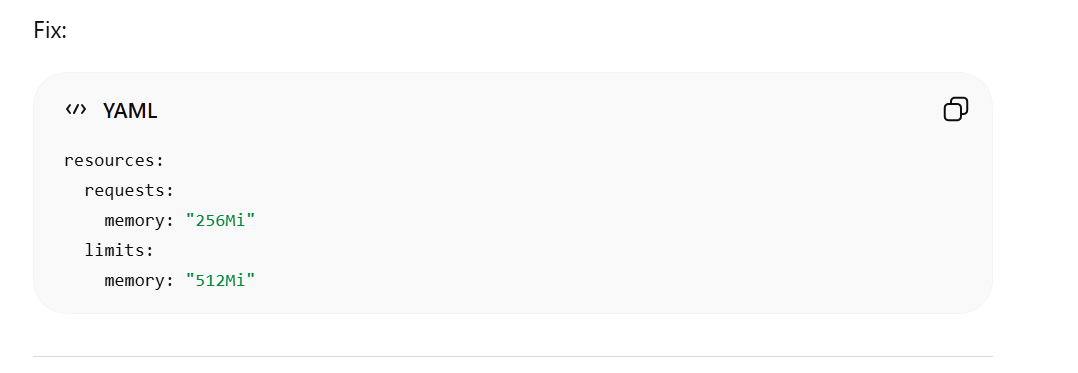 Fix:
YAML
resources:
  requests:
    memory: "256Mi"
  limits:
    memory: "512Mi"